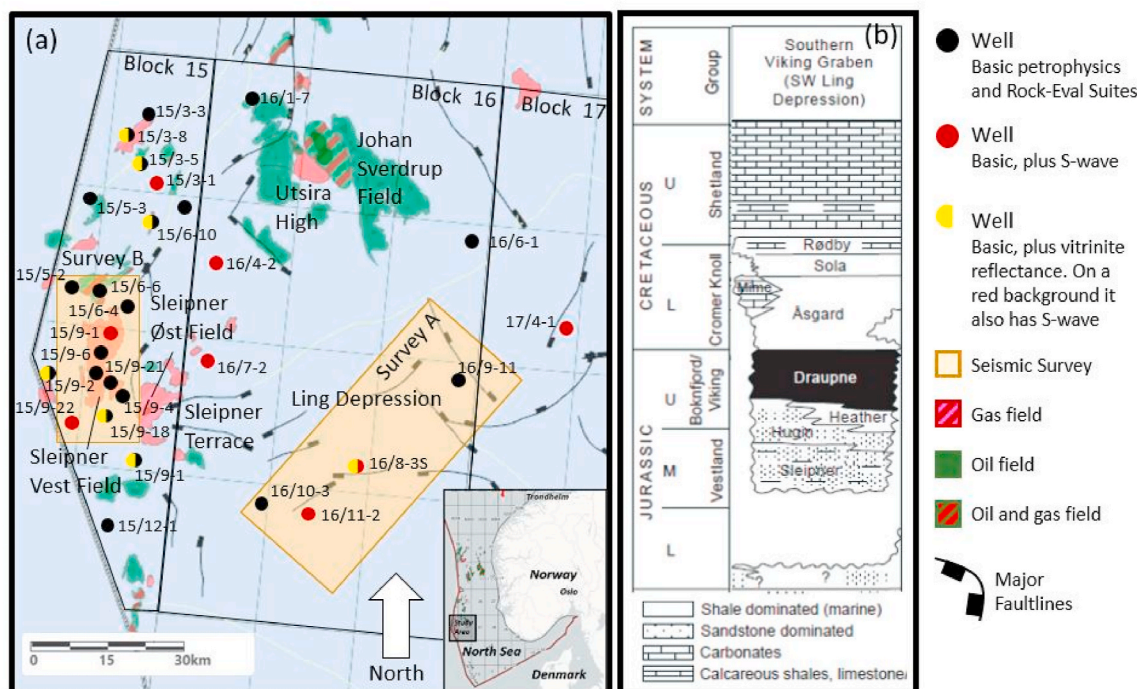 (a)
Block 15
Block 16
Block 17
15/3-3
16/1-7
15/3-8
15/3-5
15/3-1
Johan
Sverdrup
Field
Utsira
High
15/5-3
15/6-10
16/6-1
16/4-2
Survey B
15/5-2
15/6-6
15/6-4
Sleipner
Øst Field
15/9-1
15/9-6
15/9-21
15/9-2
15/9-4
15/9-22
15/9-18
16/7-2
17/4-1
Survey A
16/9-11
Ling Depression
Sleipner
Terrace
Sleipner
Vest Field
15/9-1
16/8-3S
16/10-3
16/11-2
15/12-1
0 15 30km
North
Trondheim
Norway
Oslo
Study
Area
North Sea
Denmark
(b)
SYSTEM
Group
Southern
Viking Graben
(SW Ling
Depression)
CRETACEOUS
U
Shetland
L
Cromer Knoll
Rødby
Sola
Mime
Åsgard
JURASSIC
U
Boknfjord/
Viking
Draupne
Heather
Hugin
M
Vestland
Sleipner
L
? ?
Shale dominated (marine)
Sandstone dominated
Carbonates
Calcareous shales, limestone/
Well
Basic petrophysics
and Rock-Eval Suites
Well
Basic, plus S-wave
Well
Basic, plus vitrinite
reflectance. On a
red background it
also has S-wave
Seismic Survey
Gas field
Oil field
Oil and gas field
Major
Faultlines